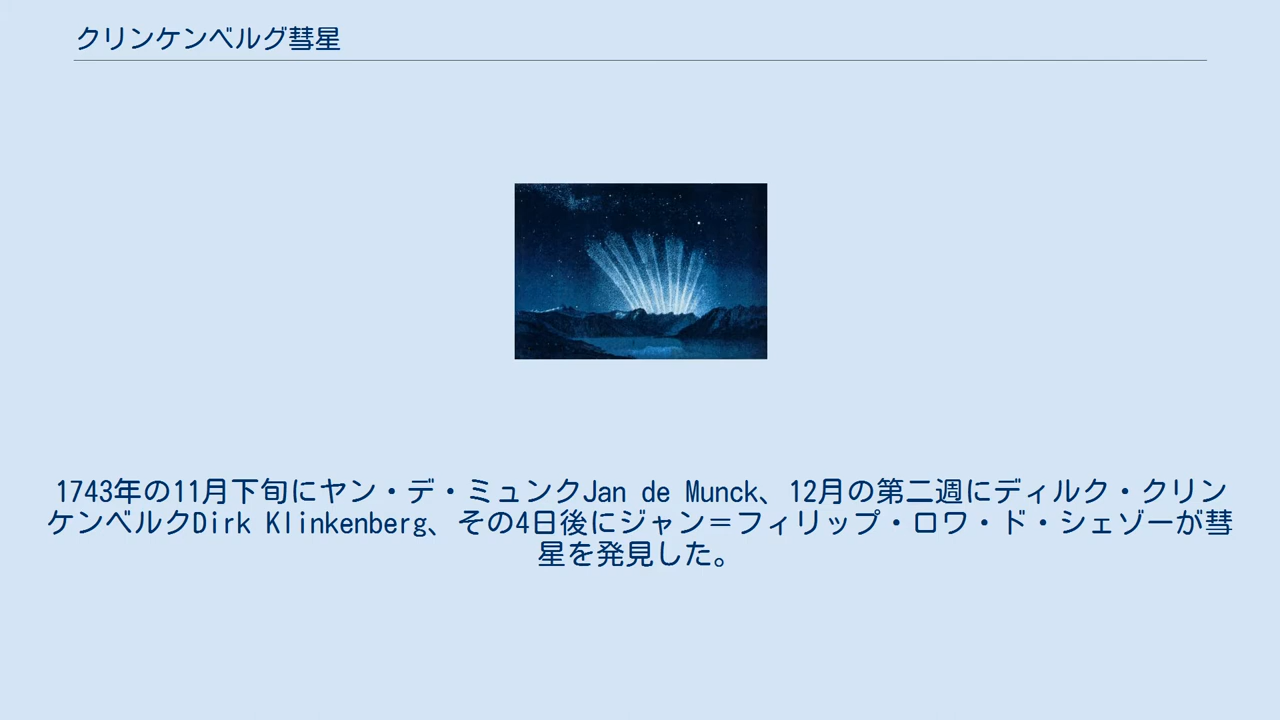 クリンケンベルグ彗星
1743年の11月下旬にヤン・デ・ミュンクJan de Munck、12月の第二週にディルク・クリン
ケンベルクDirk Klinkenberg、その4日後にジャン＝フィリップ・ロワ・ド・シェゾーが彗
星を発見した。